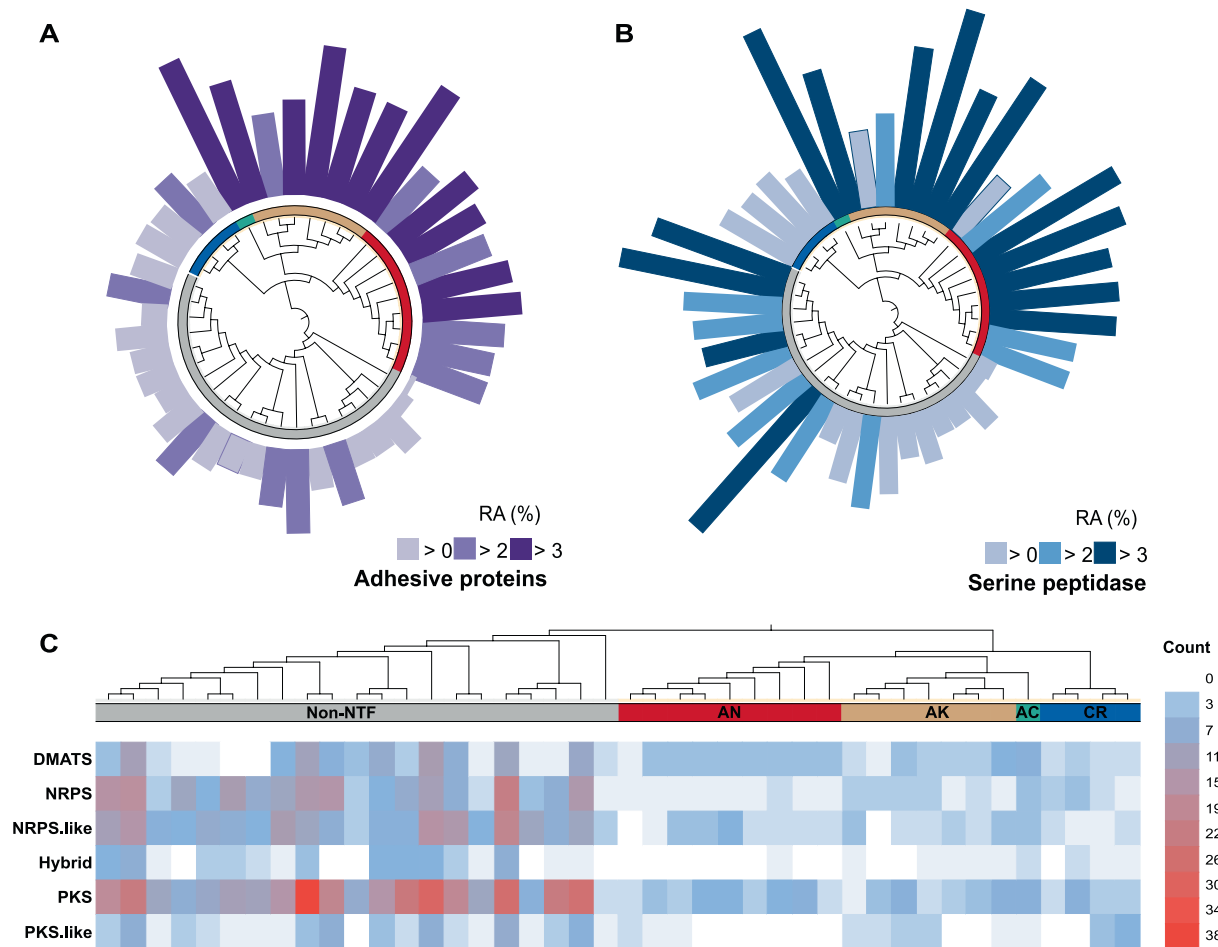 A
B
RA (%)
> 0 > 2 > 3
Adhesive proteins
RA (%)
> 0 > 2 > 3
Serine peptidase
C
Count
0
3
7
11
15
19
22
26
30
34
38
Non-NTF AN AK AC CR
DMATS
NRPS
NRPS.like
Hybrid
PKS
PKS.like